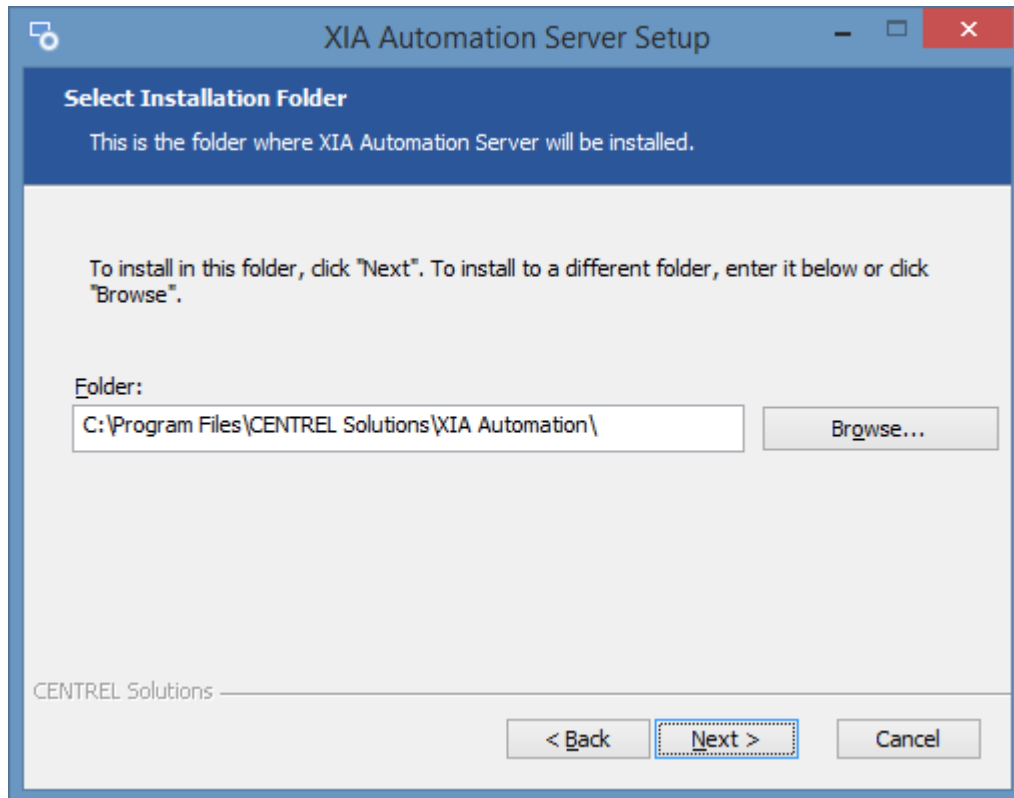 XIA Automation Server Setup
Select Installation Folder
This is the folder where XIA Automation Server will be installed.
To install in this folder, click "Next". To install to a different folder, enter it below or click
"Browse".
Folder:
C:\Program Files\CENTREL Solutions\XIA Automation\
Browse...
CENTREL Solutions
< Back
Next >
Cancel